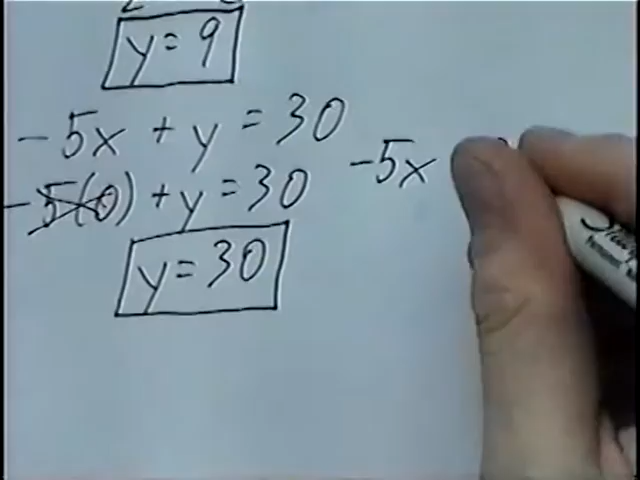 y = 9
-5x + y = 30
-5(0) + y = 30
y = 30
-5x